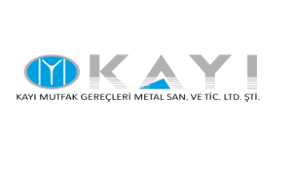 KAYI
KAYI MUTFAK GEREÇLERİ METAL SAN. VE TİC. LTD. ŞTİ.